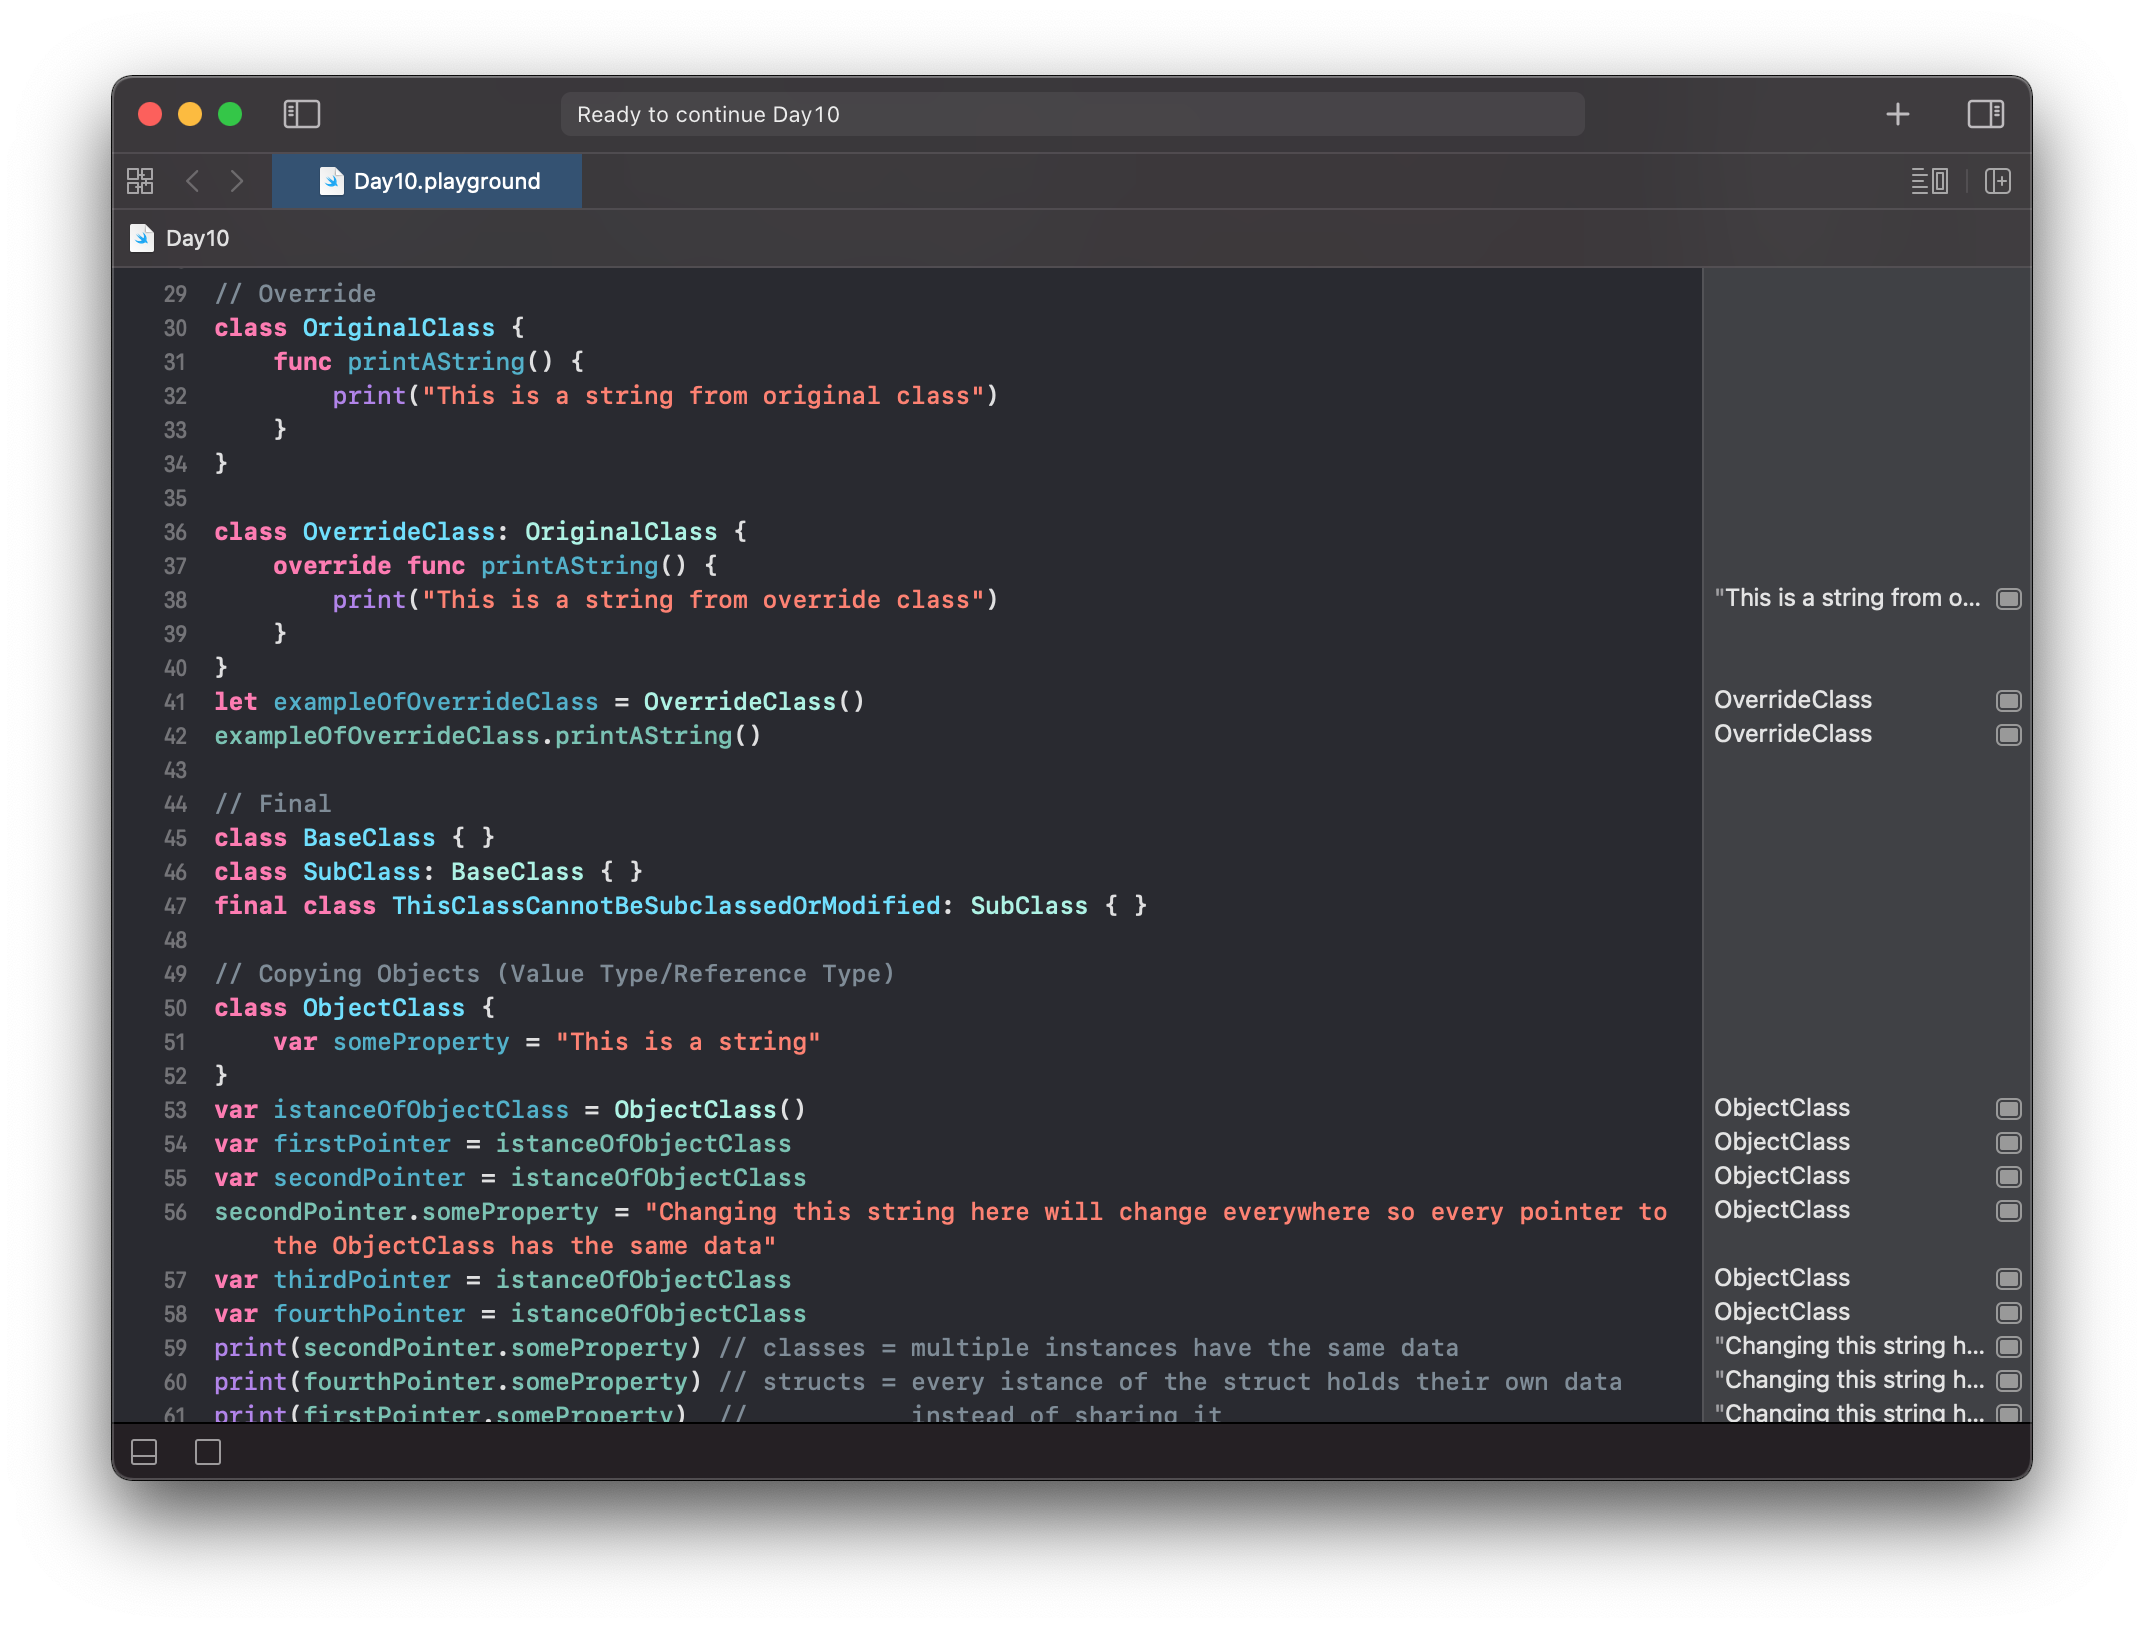 Ready to continue Day10
Day10.playground
Day10
29 // Override
30 class OriginalClass {
31     func printAString() {
32         print("This is a string from original class")
33     }
34 }
35
36 class OverrideClass: OriginalClass {
37     override func printAString() {
38         print("This is a string from override class") "This is a string from o...
39     }
40 }
41 let exampleOfOverrideClass = OverrideClass() OverrideClass
42 exampleOfOverrideClass.printAString() OverrideClass
43
44 // Final
45 class BaseClass { }
46 class SubClass: BaseClass { }
47 final class ThisClassCannotBeSubclassedOrModified: SubClass { }
48
49 // Copying Objects (Value Type/Reference Type)
50 class ObjectClass {
51     var someProperty = "This is a string"
52 }
53 var istanceOfObjectClass = ObjectClass() ObjectClass
54 var firstPointer = istanceOfObjectClass ObjectClass
55 var secondPointer = istanceOfObjectClass ObjectClass
56 secondPointer.someProperty = "Changing this string here will change everywhere so every pointer to ObjectClass
the ObjectClass has the same data"
57 var thirdPointer = istanceOfObjectClass ObjectClass
58 var fourthPointer = istanceOfObjectClass ObjectClass
59 print(secondPointer.someProperty) // classes = multiple instances have the same data "Changing this string h...
60 print(fourthPointer.someProperty) // structs = every istance of the struct holds their own data "Changing this string h...
61 print(firstPointer.someProperty)  //           instead of sharing it "Changing this string h...